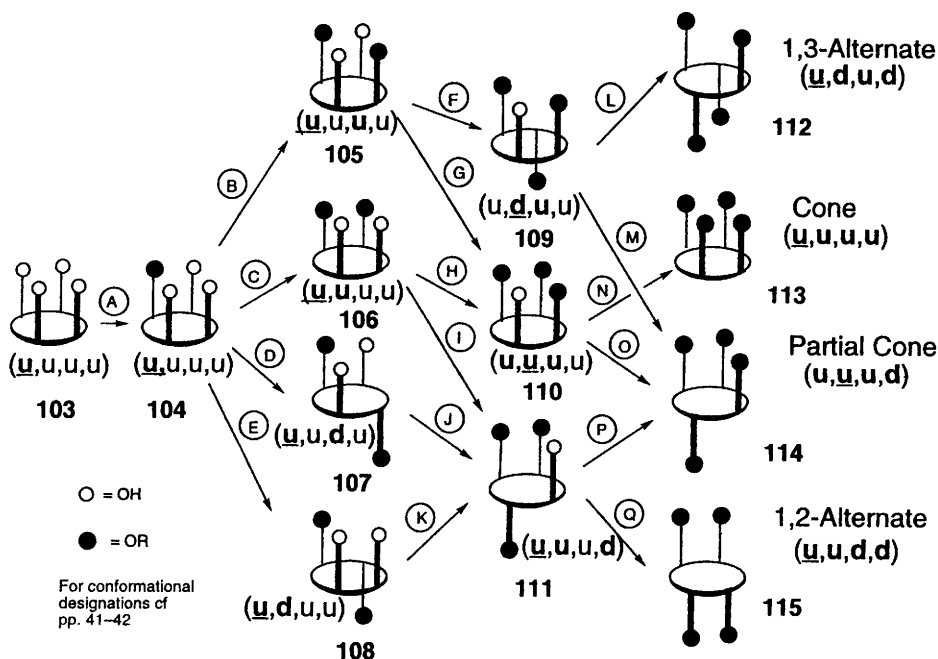 1,3-Alternate
(u,d,u,d)
112
(u,u,u,u)
105
F
L
B
G
(u,d,u,u)
109
M
Cone
(u,u,u,u)
113
C
H
N
(u,u,u,u)
106
A
(u,u,u,u)
103
(u,u,u,u)
104
D
I
(u,u,u,u)
110
O
Partial Cone
(u,u,u,d)
114
E
(u,u,d,u)
107
J
P
○ = OH
● = OR
K
(u,u,u,d)
111
Q
1,2-Alternate
(u,u,d,d)
115
For conformational
designations cf
pp. 41–42
(u,d,u,u)
108